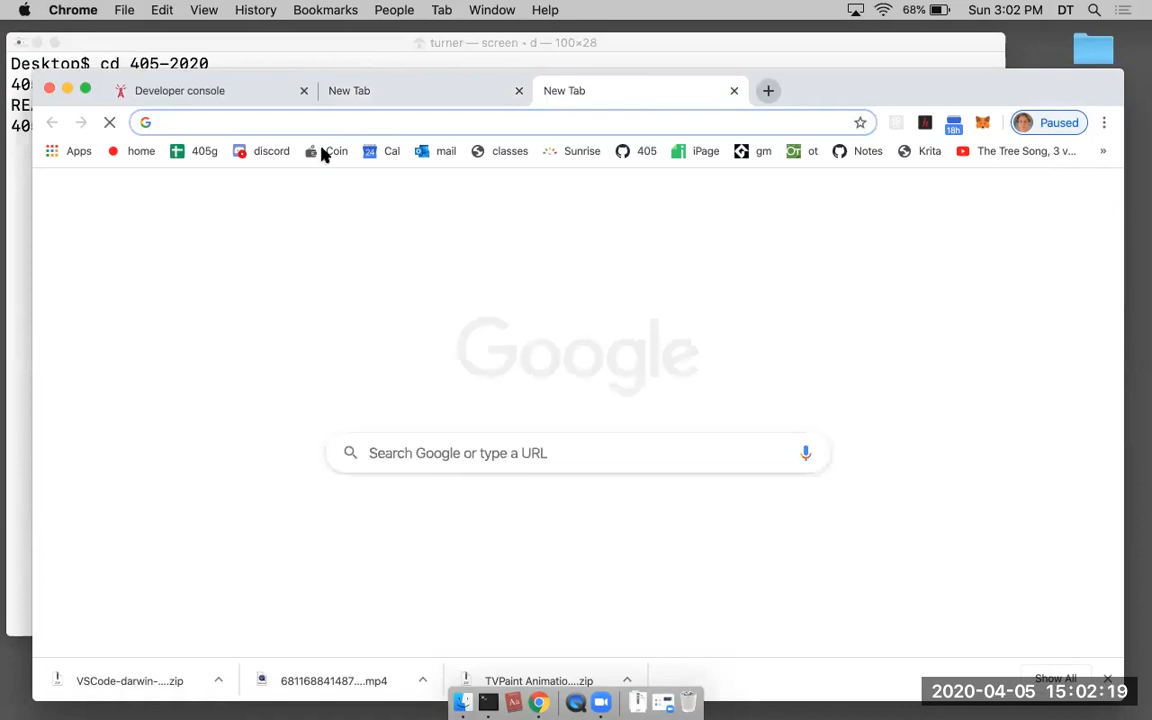 Chrome File Edit View History Bookmarks People Tab Window Help 68% Sun 3:02 PM DT
turner — screen • d — 100×28
Desktop$ cd 405-2020
Developer console New Tab New Tab
Paused
18h
Apps home 405g discord Coin 24 Cal mail classes Sunrise 405 iPage gm OT ot Notes Krita The Tree Song, 3 v... »
Google
Search Google or type a URL
VSCode-darwin-....zip 681168841487....mp4 TVPaint Animatio....zip Show All
2020-04-05 15:02:19